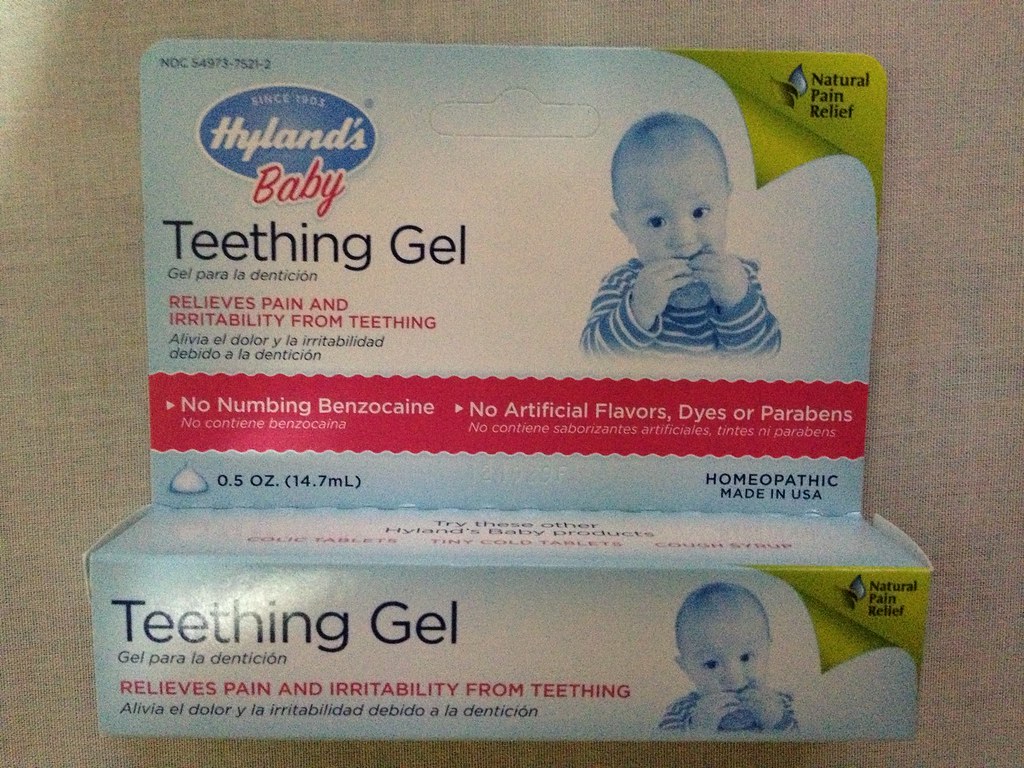 NDC 54973-7521-2
SINCE 1903
Hyland's®
Baby
Natural
Pain
Relief
Teething Gel
Gel para la dentición
RELIEVES PAIN AND
IRRITABILITY FROM TEETHING
Alivia el dolor y la irritabilidad
debido a la dentición
No Numbing Benzocaine
No contiene benzocaina
No Artificial Flavors, Dyes or Parabens
No contiene saborizantes artificiales, tintes ni parabens
0.5 OZ. (14.7mL)
HOMEOPATHIC
MADE IN USA
Try these other
Hyland's Baby products
COLIC TABLETS TINY COLD TABLETS COUGH SYRUP
Teething Gel
Gel para la dentición
RELIEVES PAIN AND IRRITABILITY FROM TEETHING
Alivia el dolor y la irritabilidad debido a la dentición
Natural
Pain
Relief